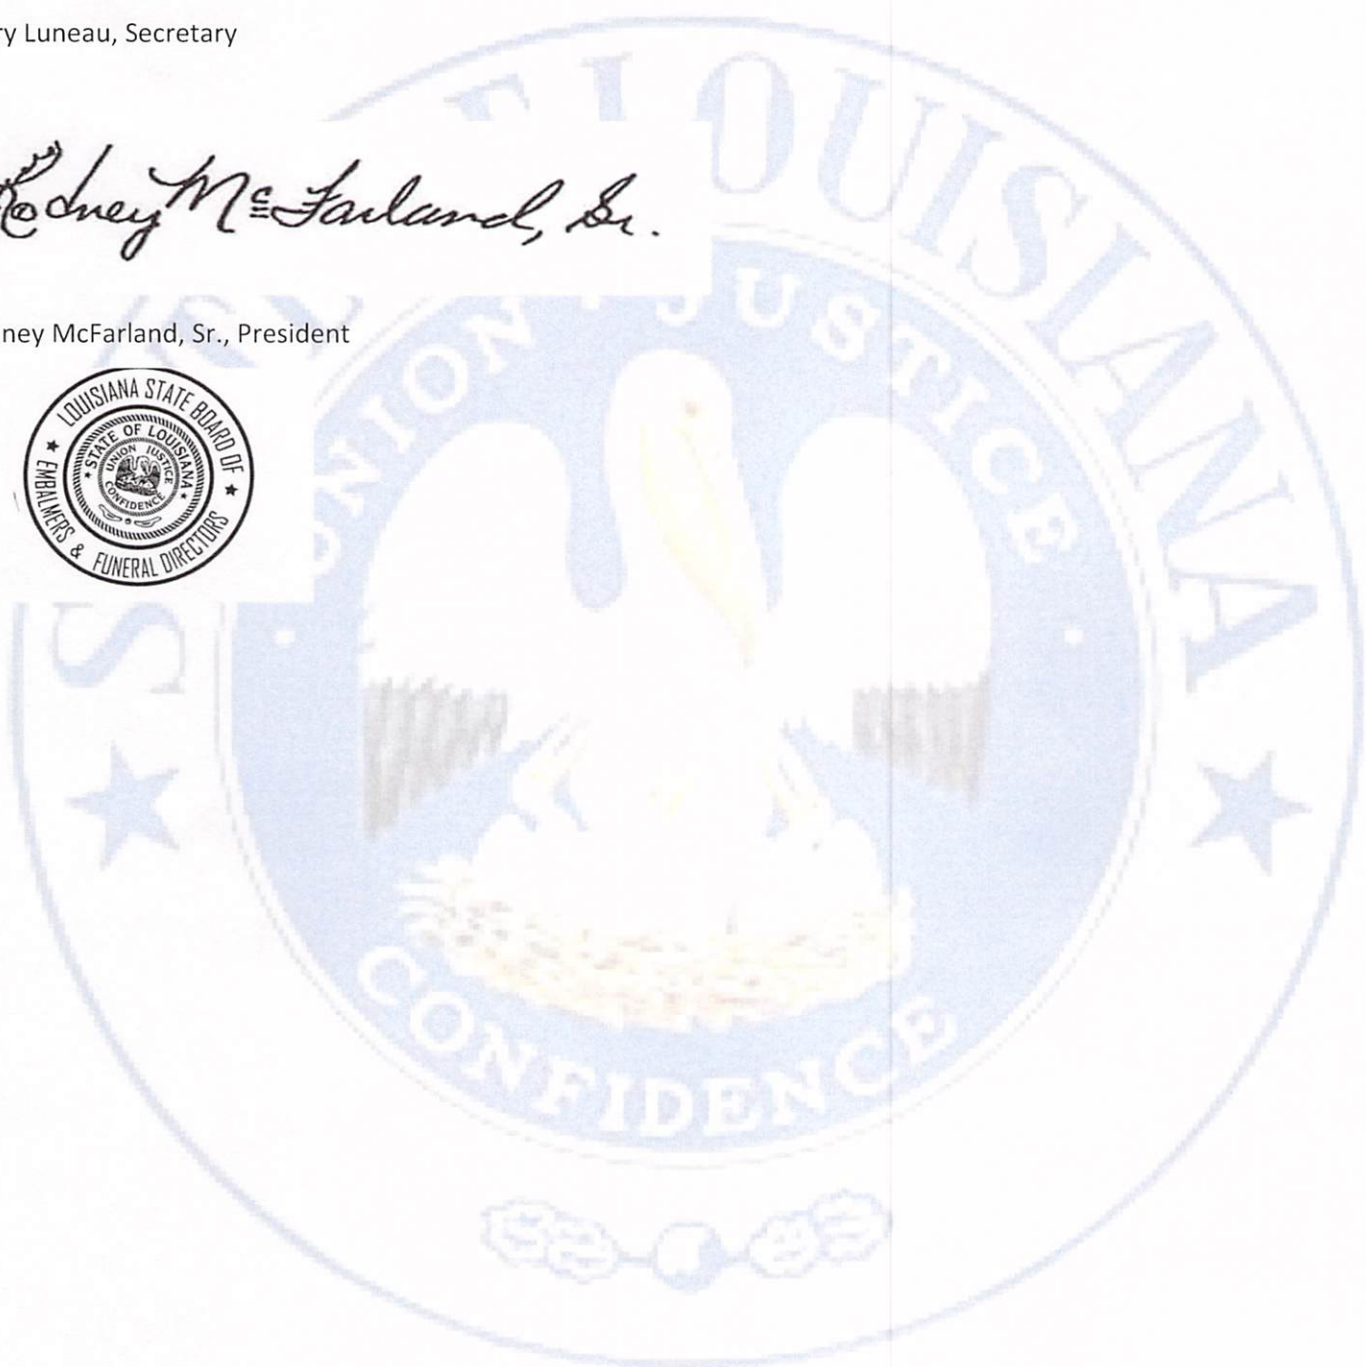 ry Luneau, Secretary
Rodney McFarland, Sr.
ney McFarland, Sr., President
LOUISIANA STATE BOARD OF
EMBALMERS & FUNERAL DIRECTORS
STATE OF LOUISIANA
UNION JUSTICE
CONFIDENCE
LOUISIANA
UNION JUSTICE
CONFIDENCE